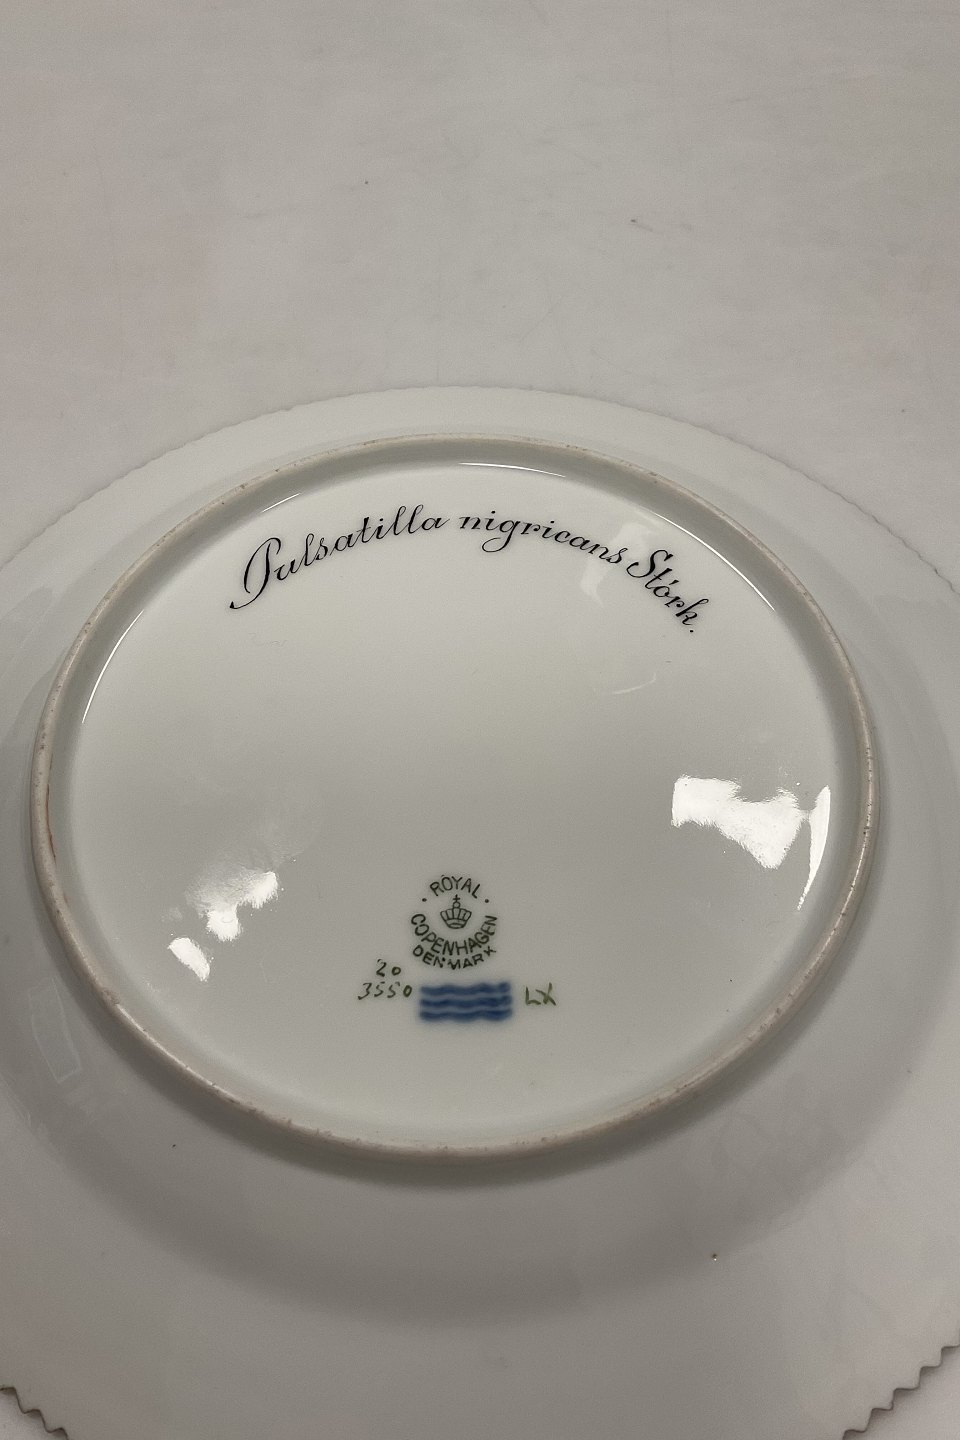 Pulsatilla nigricans Störk.
ROYAL
COPENHAGEN
DENMARK
20
3550
LX